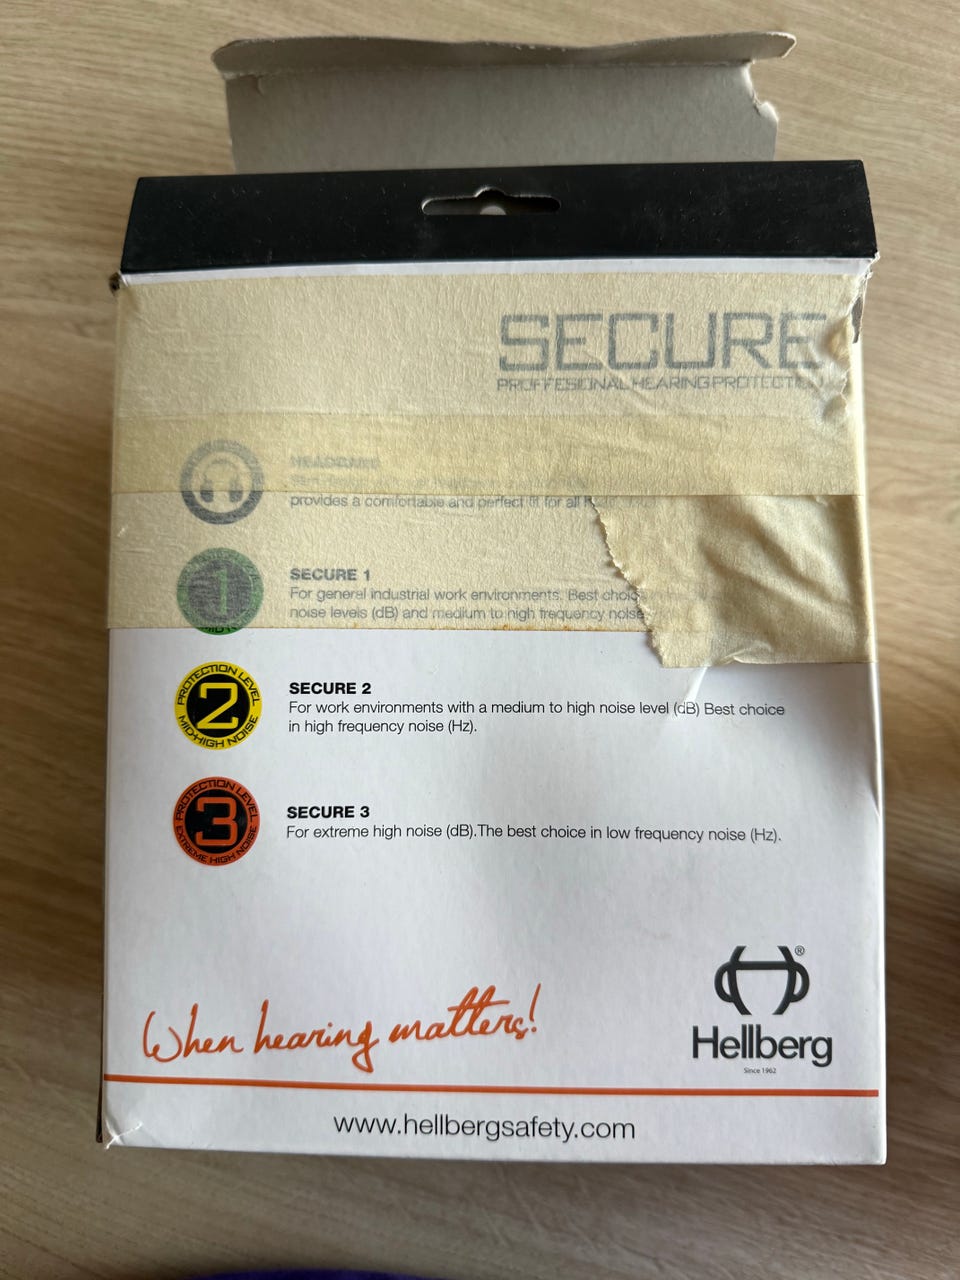 SECURE
PROFFESIONAL HEARING PROTECTION
HEADBAND
provides a comfortable and perfect fit for all
1
SECURE 1
For general industrial work environments. Best choice
noise levels (dB) and medium to high frequency noise
PROTECTION LEVEL
2
MID-HIGH NOISE
SECURE 2
For work environments with a medium to high noise level (dB) Best choice
in high frequency noise (Hz).
PROTECTION LEVEL
3
EXTREME HIGH NOISE
SECURE 3
For extreme high noise (dB).The best choice in low frequency noise (Hz).
®
When hearing matters!
Hellberg
Since 1962
www.hellbergsafety.com